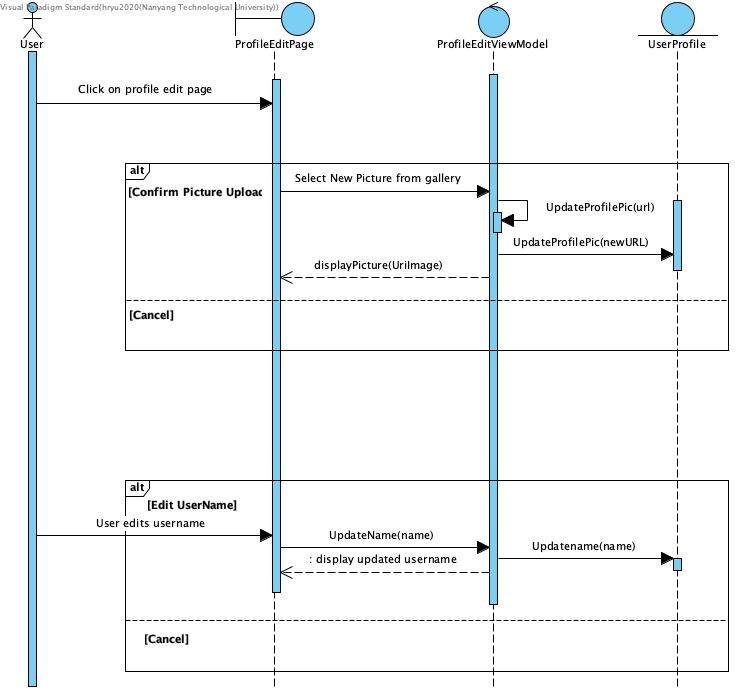 Visual Paradigm Standard(hryu2020(Nanyang Technological University))
User
ProfileEditPage
ProfileEditViewModel
UserProfile
Click on profile edit page
alt
Select New Picture from gallery
[Confirm Picture Upload
UpdateProfilePic(url)
UpdateProfilePic(newURL)
displayPicture(UriImage)
[Cancel]
alt
[Edit UserName]
User edits username
UpdateName(name)
Updatename(name)
: display updated username
[Cancel]